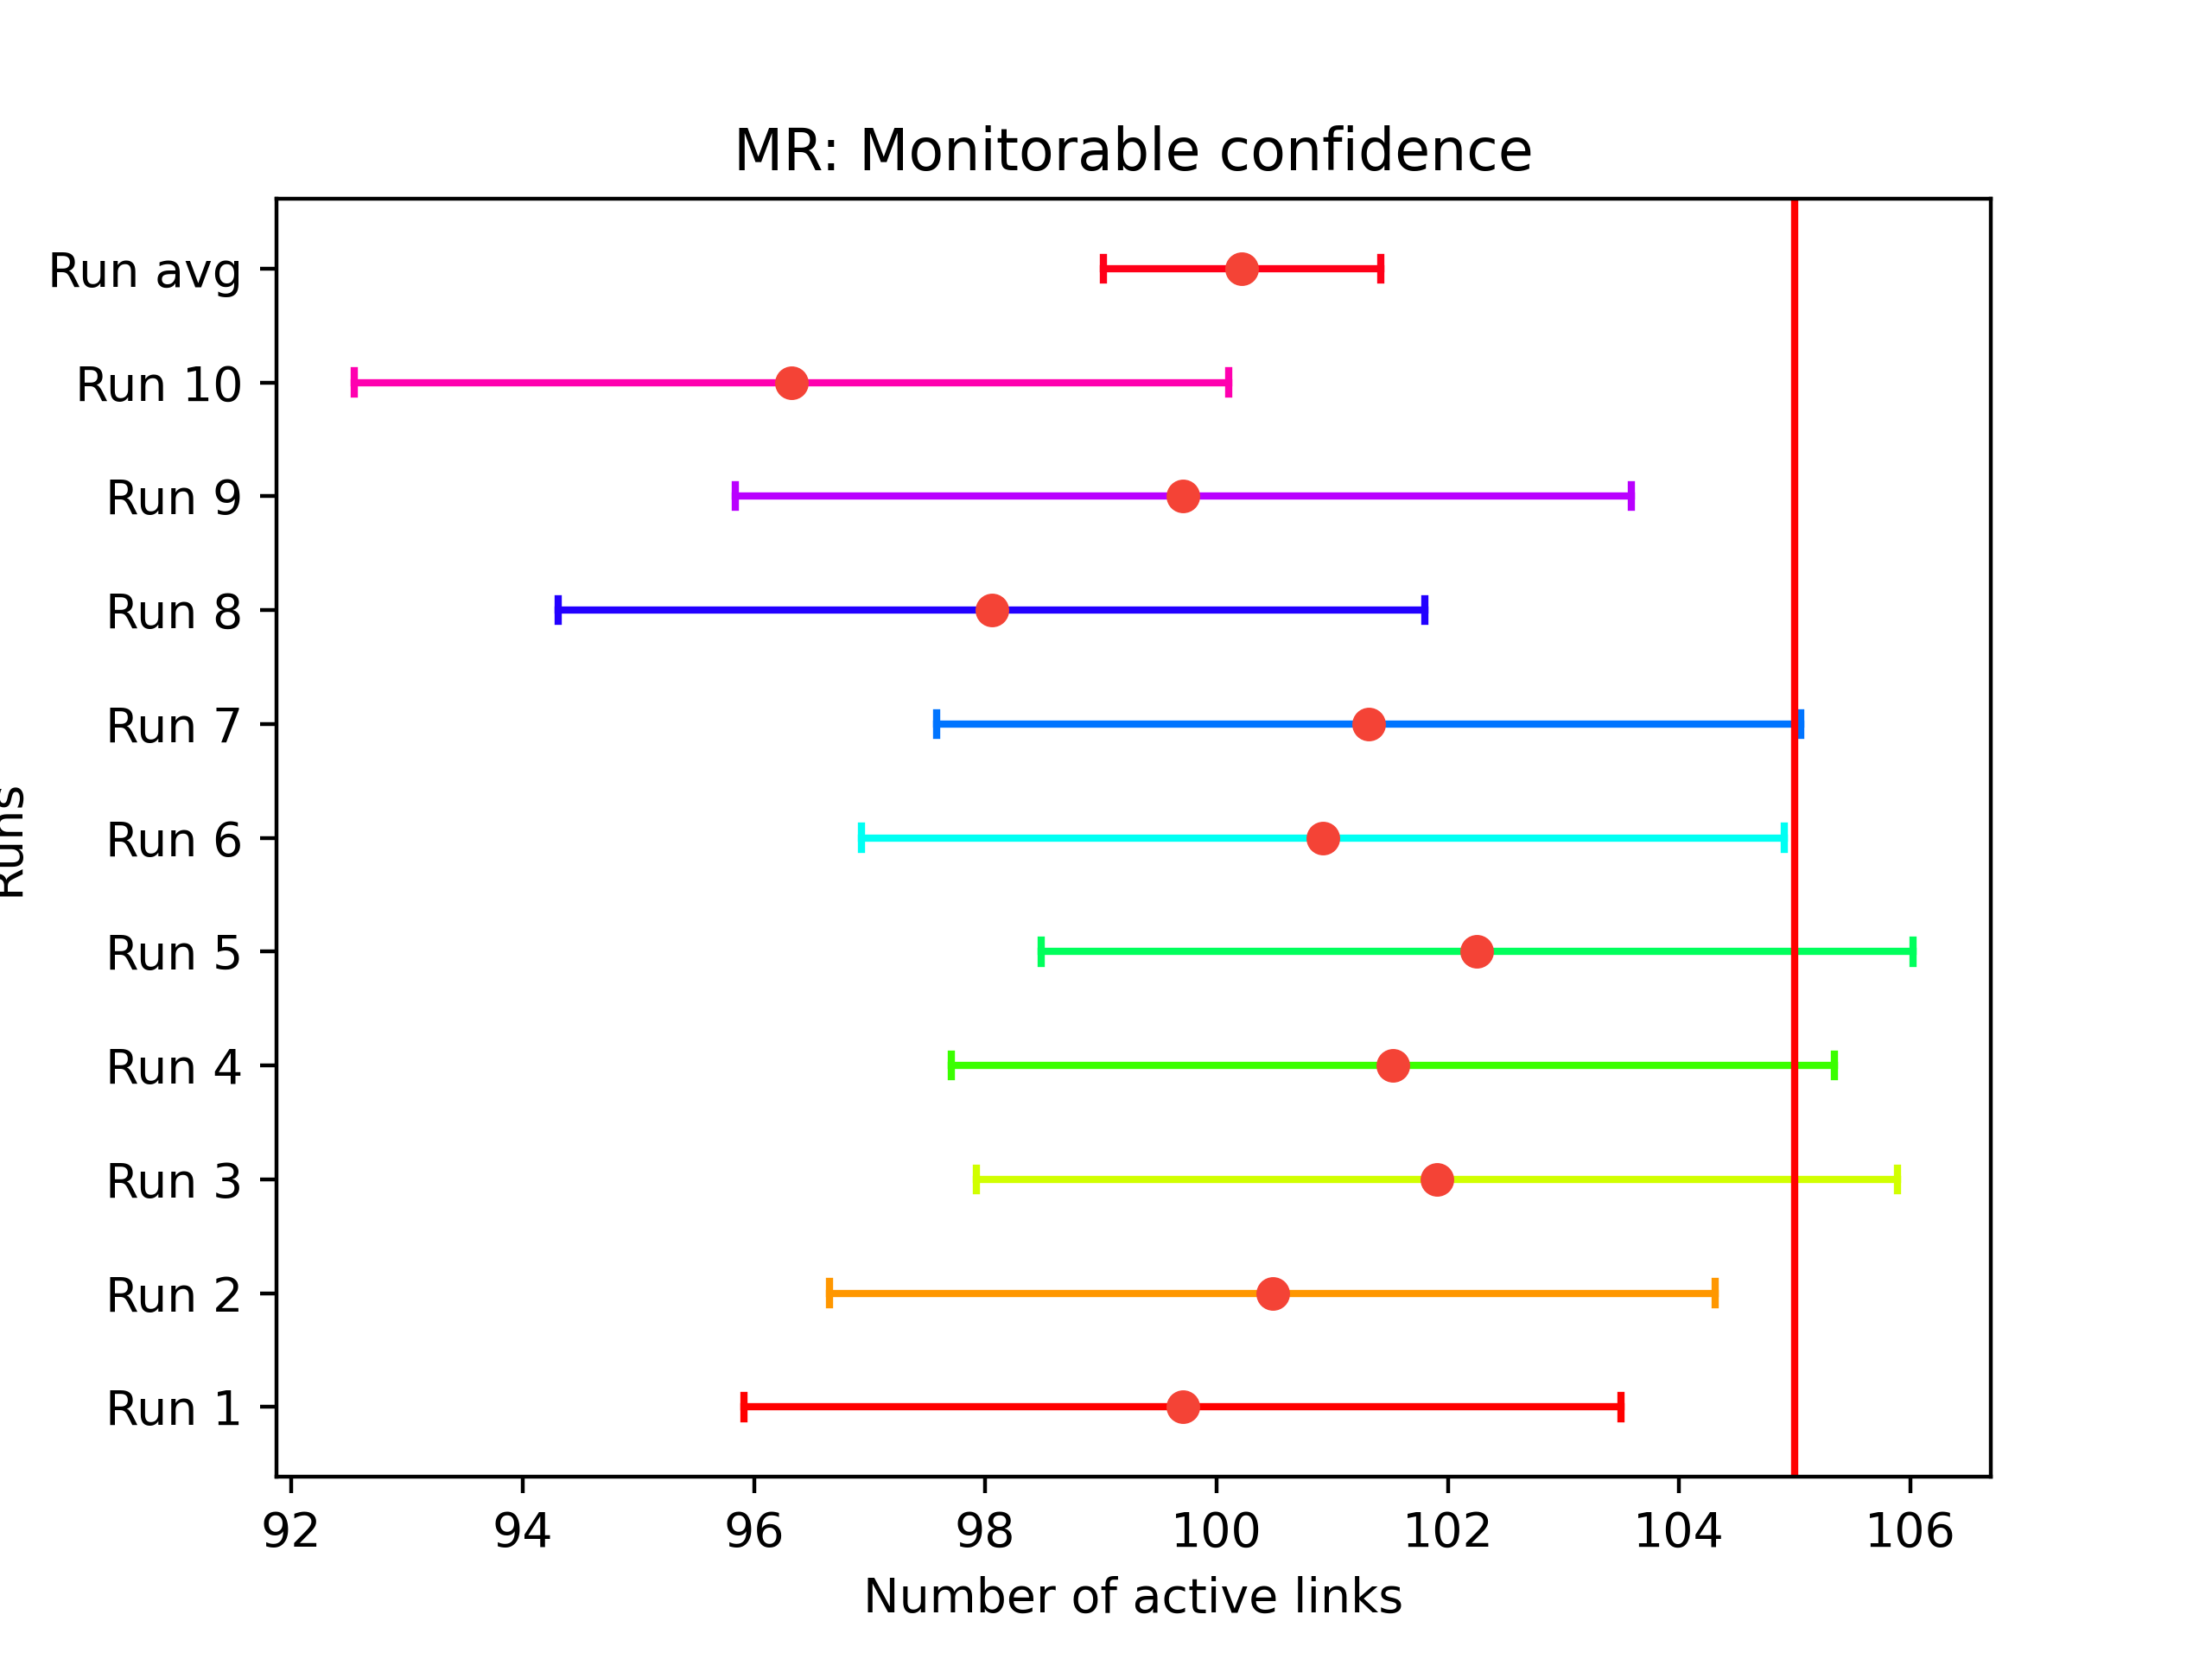 MR: Monitorable confidence
Run avg
Run 10
Run 9
Run 8
Run 7
Run 6
Run 5
Run 4
Run 3
Run 2
Run 1
Runs
92 94 96 98 100 102 104 106
Number of active links